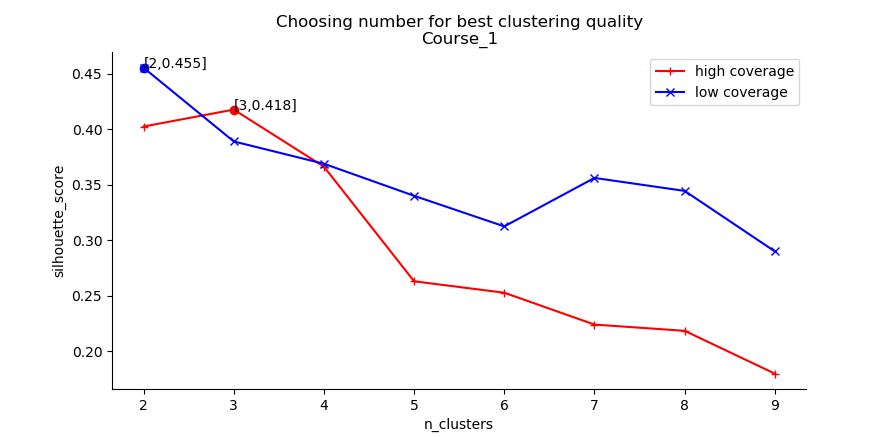 Choosing number for best clustering quality
Course_1
high coverage
low coverage
[2,0.455]
[3,0.418]
silhouette_score
0.45
0.40
0.35
0.30
0.25
0.20
2 3 4 5 6 7 8 9
n_clusters